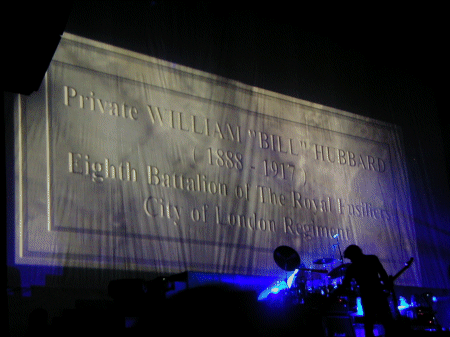 Private WILLIAM "BILL" HUBBARD
( 1888 - 1917 )
Eighth Battalion of The Royal Fusiliers
City of London Regiment